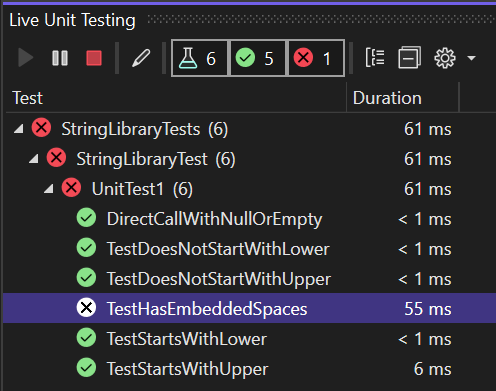 Live Unit Testing
6 5 1
Test Duration
StringLibraryTests (6) 61 ms
StringLibraryTest (6) 61 ms
UnitTest1 (6) 61 ms
DirectCallWithNullOrEmpty < 1 ms
TestDoesNotStartWithLower < 1 ms
TestDoesNotStartWithUpper < 1 ms
TestHasEmbeddedSpaces 55 ms
TestStartsWithLower < 1 ms
TestStartsWithUpper 6 ms